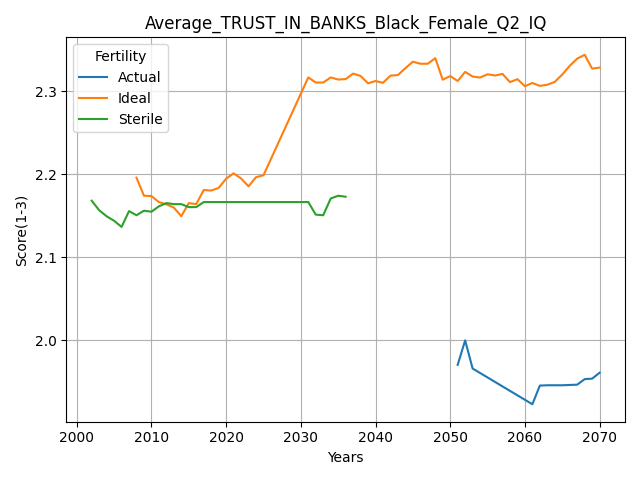 Average_TRUST_IN_BANKS_Black_Female_Q2_IQ
Fertility
Actual
Ideal
Sterile
Score(1-3)
2.3
2.2
2.1
2.0
2000 2010 2020 2030 2040 2050 2060 2070
Years